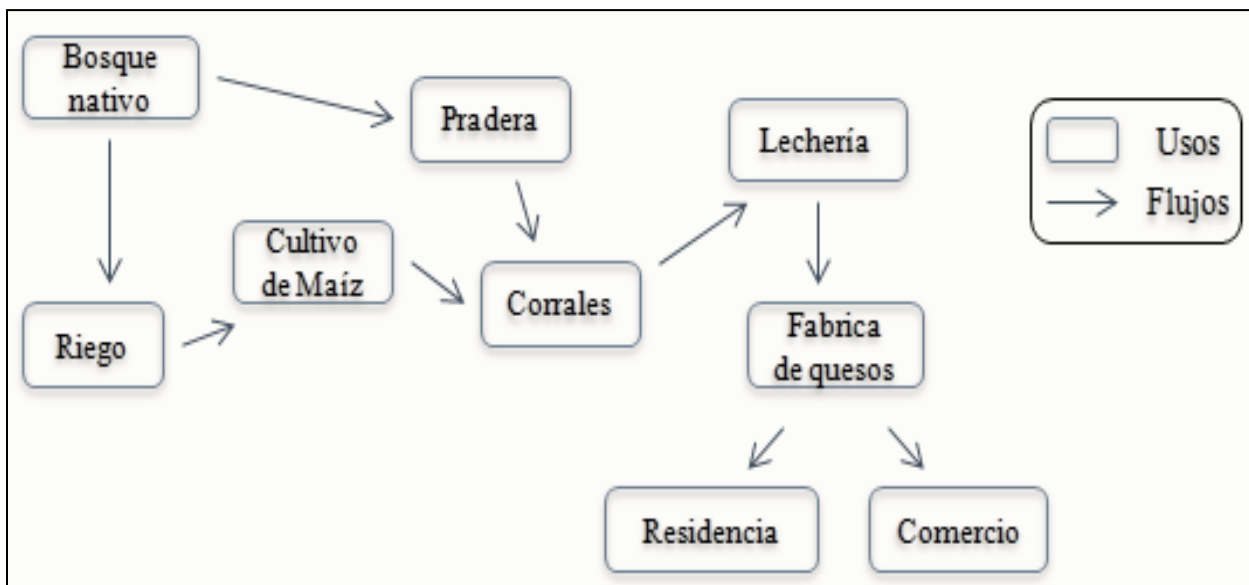 Bosque
nativo
Pradera
Lechería
Usos
Flujos
Cultivo
de Maíz
Corrales
Riego
Fabrica
de quesos
Residencia
Comercio